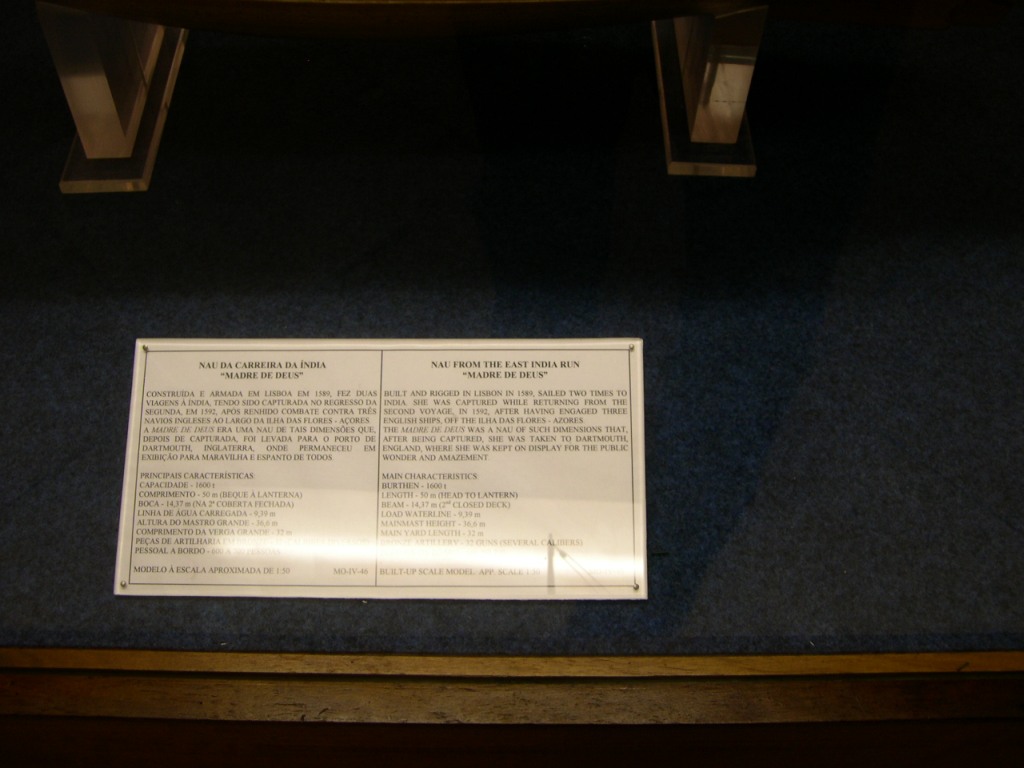 NAU DA CARREIRA DA ÍNDIA
“MADRE DE DEUS”
CONSTRUÍDA E ARMADA EM LISBOA EM 1589, FEZ DUAS
VIAGENS À ÍNDIA, TENDO SIDO CAPTURADA NO REGRESSO DA
SEGUNDA, EM 1592, APÓS RENHIDO COMBATE CONTRA TRÊS
NAVIOS INGLESES AO LARGO DA ILHA DAS FLORES - AÇORES
A MADRE DE DEUS ERA UMA NAU DE TAIS DIMENSÕES QUE,
DEPOIS DE CAPTURADA, FOI LEVADA PARA O PORTO DE
DARTMOUTH, INGLATERRA, ONDE PERMANECEU EM
EXIBIÇÃO PARA MARAVILHA E ESPANTO DE TODOS.
PRINCIPAIS CARACTERÍSTICAS:
CAPACIDADE - 1600 t
COMPRIMENTO - 50 m (BEQUE À LANTERNA)
BOCA - 14,37 m (NA 2ª COBERTA FECHADA)
LINHA DE ÁGUA CARREGADA - 9,39 m
ALTURA DO MASTRO GRANDE - 36,6 m
COMPRIMENTO DA VERGA GRANDE - 32 m
PEÇAS DE ARTILHARIA
PESSOAL A BORDO - PESSOAS
MODELO À ESCALA APROXIMADA DE 1:50 MO-IV-46
NAU FROM THE EAST INDIA RUN
“MADRE DE DEUS”
BUILT AND RIGGED IN LISBON IN 1589, SAILED TWO TIMES TO
INDIA. SHE WAS CAPTURED WHILE RETURNING FROM THE
SECOND VOYAGE, IN 1592, AFTER HAVING ENGAGED THREE
ENGLISH SHIPS, OFF THE ILHA DAS FLORES - AZORES
THE MADRE DE DEUS WAS A NAU OF SUCH DIMENSIONS THAT,
AFTER BEING CAPTURED, SHE WAS TAKEN TO DARTMOUTH,
ENGLAND, WHERE SHE WAS KEPT ON DISPLAY FOR THE PUBLIC
WONDER AND AMAZEMENT
MAIN CHARACTERISTICS:
BURTHEN - 1600 t
LENGTH - 50 m (HEAD TO LANTERN)
BEAM - 14,37 m (2nd CLOSED DECK)
LOAD WATERLINE - 9,39 m
MAINMAST HEIGHT - 36,6 m
MAIN YARD LENGTH - 32 m
BRONZE ARTILLERY - 32 GUNS (SEVERAL CALIBERS)
BUILT-UP SCALE MODEL. APP. SCALE